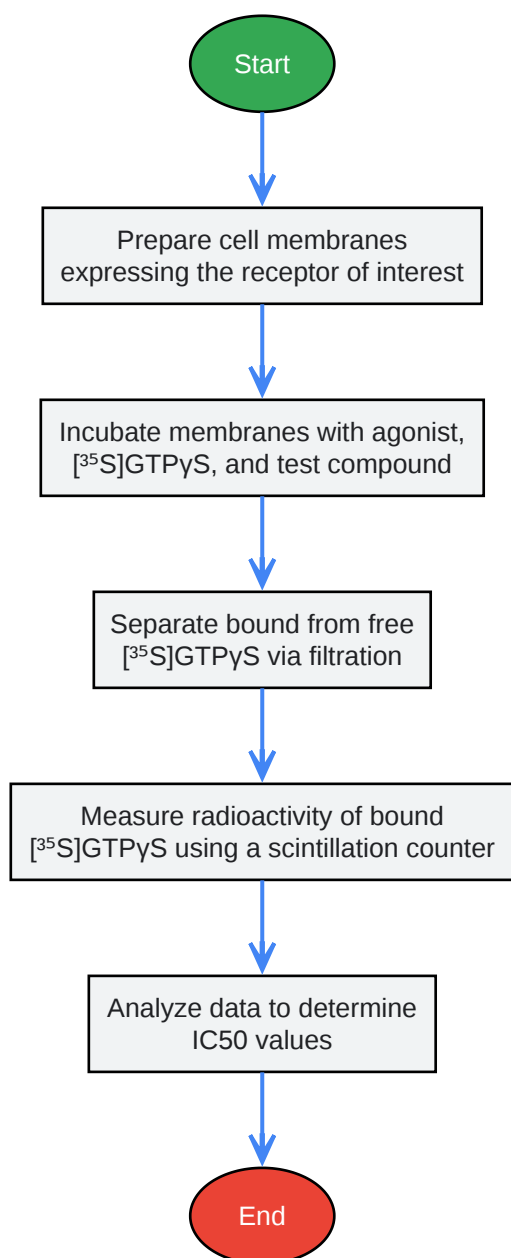 Start
Prepare cell membranes
expressing the receptor of interest
Incubate membranes with agonist,
[³⁵S]GTPγS, and test compound
Separate bound from free
[³⁵S]GTPγS via filtration
Measure radioactivity of bound
[³⁵S]GTPγS using a scintillation counter
Analyze data to determine
IC50 values
End